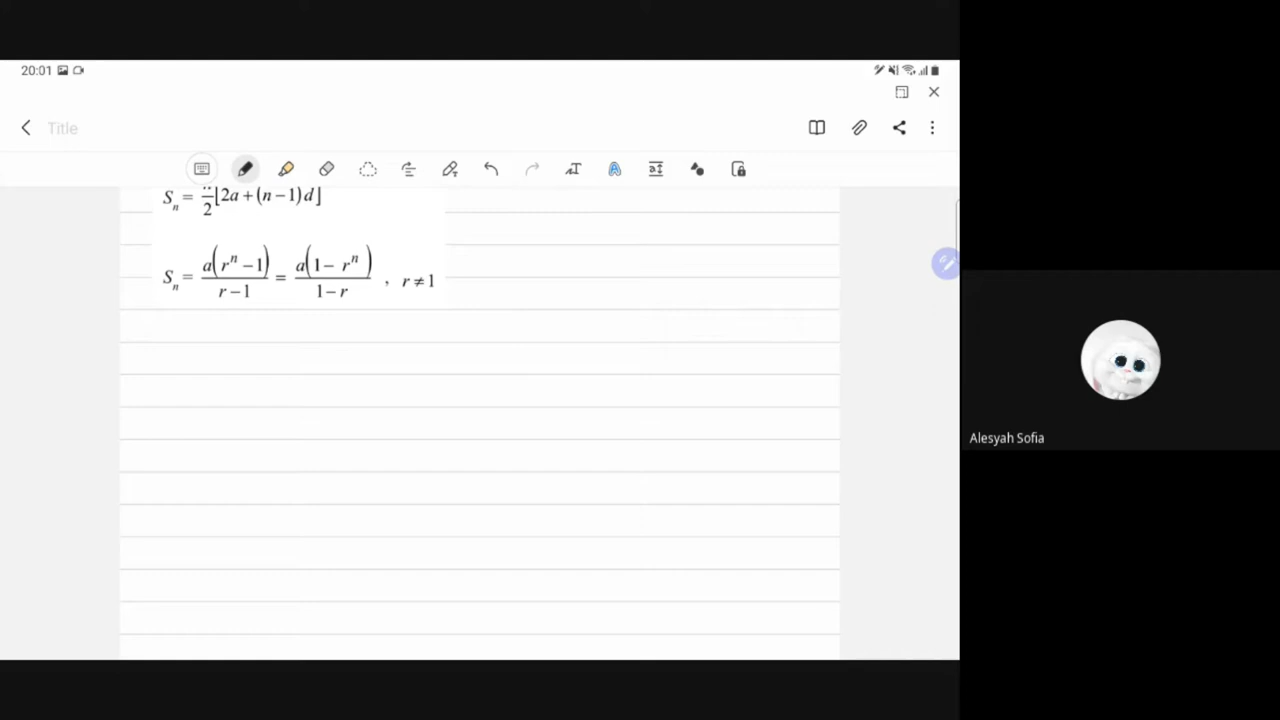 20:01
Title
S_n = n/2[2a + (n − 1)d]
S_n = a(r^n − 1)/(r − 1) = a(1 − r^n)/(1 − r) , r ≠ 1
Alesyah Sofia